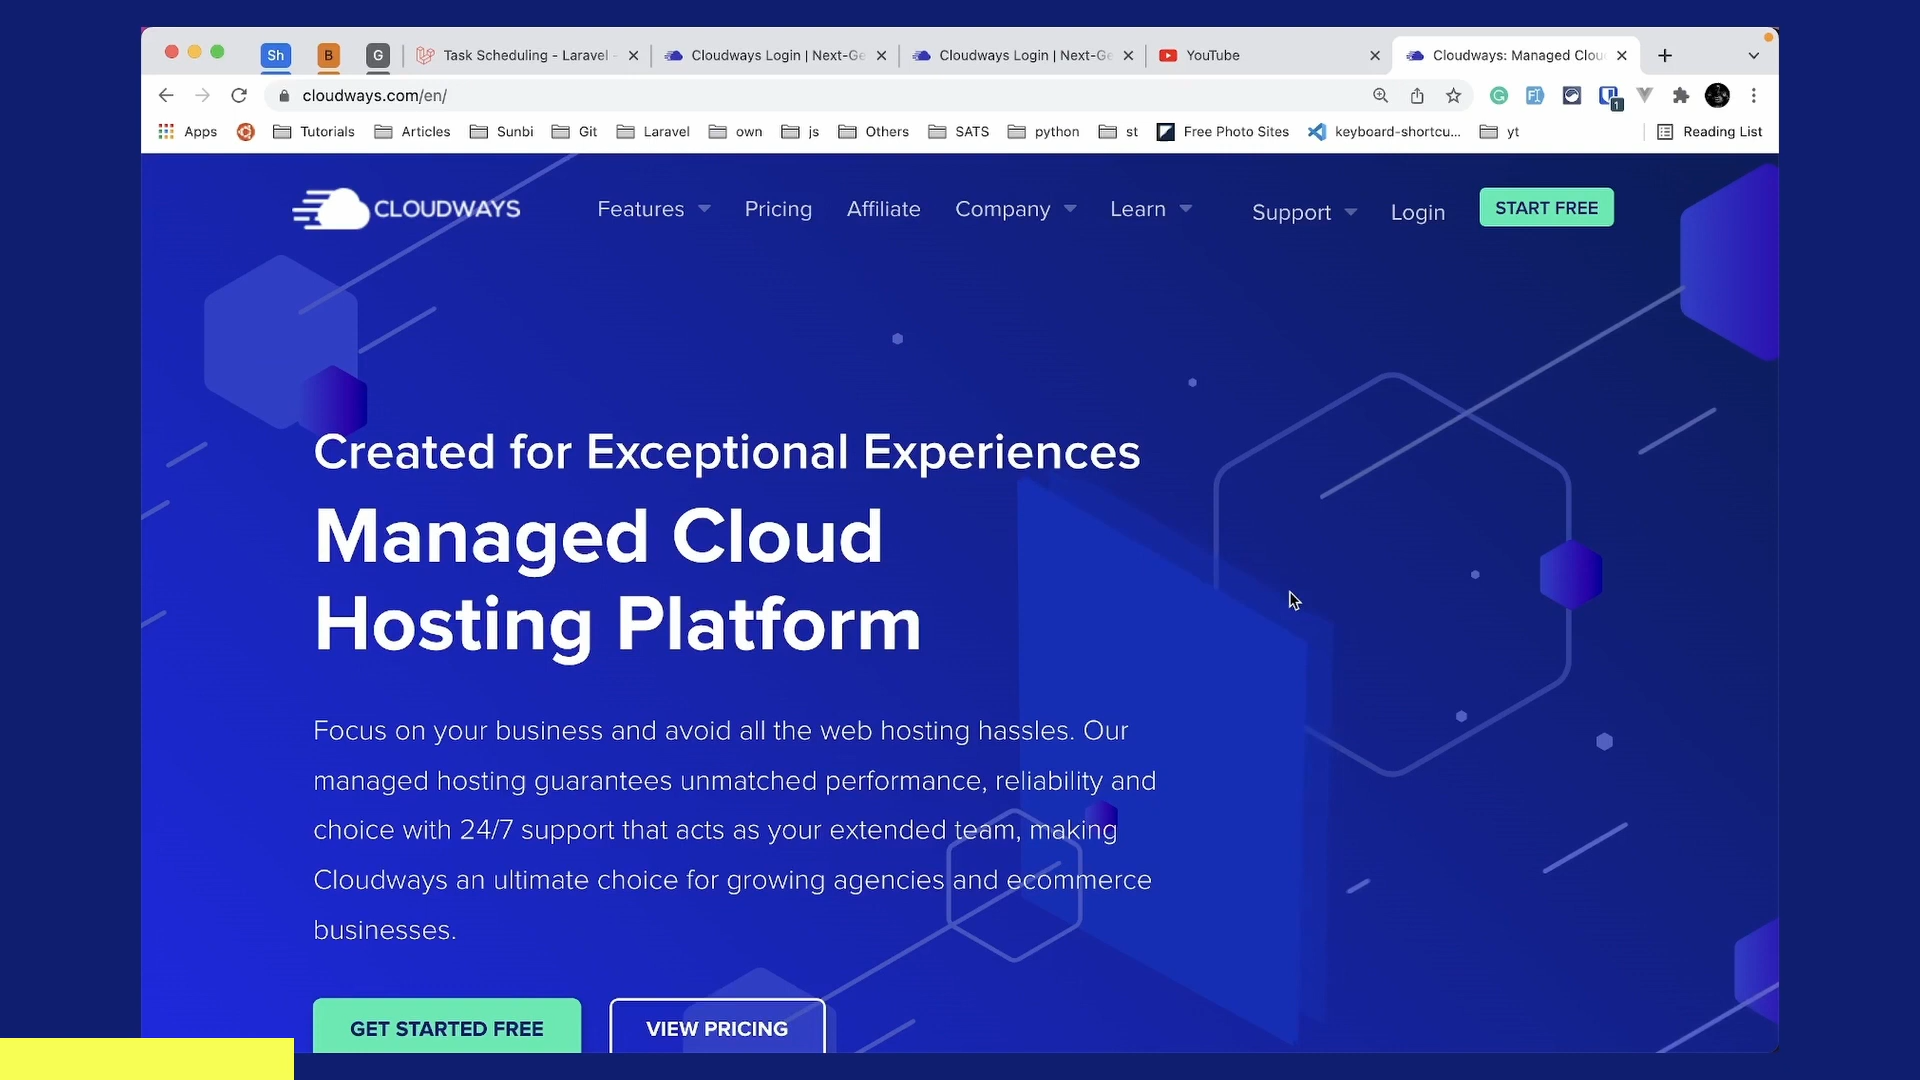 Sh
B
G
Task Scheduling - Laravel -
Cloudways Login | Next-Ge
Cloudways Login | Next-Ge
YouTube
Cloudways: Managed Clou
cloudways.com/en/
1
Apps
Tutorials
Articles
Sunbi
Git
Laravel
own
js
Others
SATS
python
st
Free Photo Sites
keyboard-shortcu...
yt
Reading List
CLOUDWAYS
Features
Pricing
Affiliate
Company
Learn
Support
Login
START FREE
Created for Exceptional Experiences
Managed Cloud
Hosting Platform
Focus on your business and avoid all the web hosting hassles. Our
managed hosting guarantees unmatched performance, reliability and
choice with 24/7 support that acts as your extended team, making
Cloudways an ultimate choice for growing agencies and ecommerce
businesses.
GET STARTED FREE
VIEW PRICING